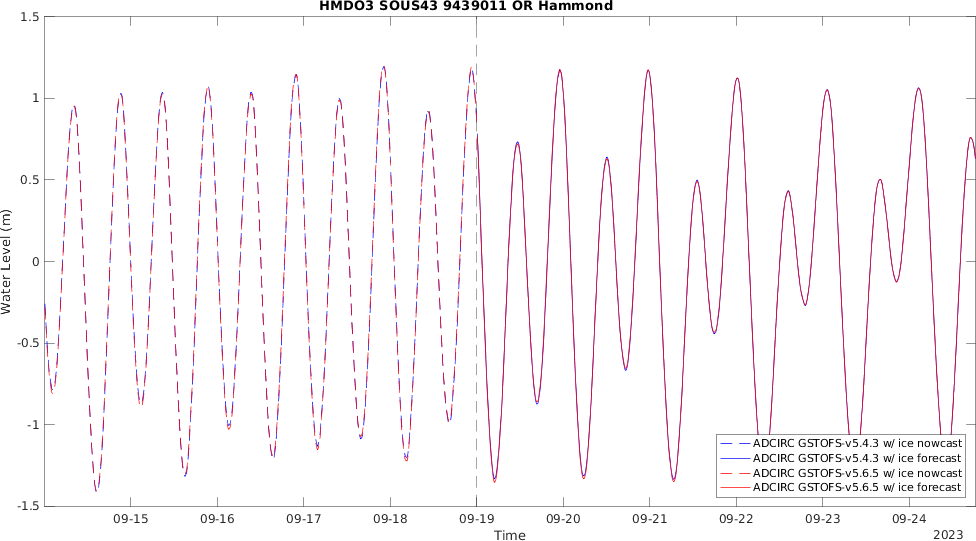 HMDO3 SOUS43 9439011 OR Hammond
1.5
1
0.5
0
-0.5
-1
-1.5
Water Level (m)
ADCIRC GSTOFS-v5.4.3 w/ ice nowcast
ADCIRC GSTOFS-v5.4.3 w/ ice forecast
ADCIRC GSTOFS-v5.6.5 w/ ice nowcast
ADCIRC GSTOFS-v5.6.5 w/ ice forecast
09-15 09-16 09-17 09-18 09-19 09-20 09-21 09-22 09-23 09-24
Time
2023